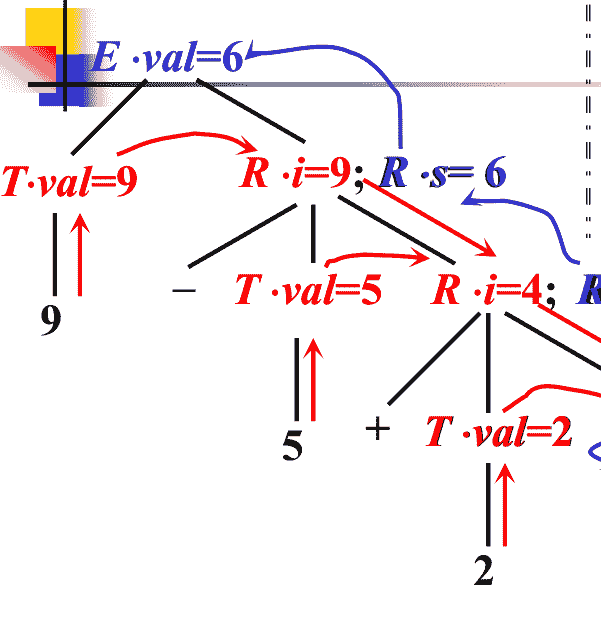 E ·val=6
T·val=9 R ·i=9; R ·s= 6
– T ·val=5 R ·i=4; R
9
+ T ·val=2
5
2